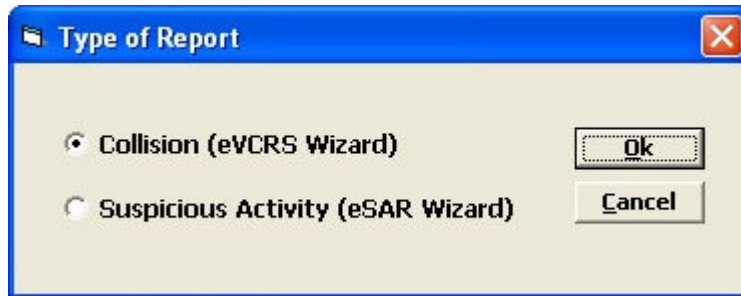 Type of Report
Collision (eVCRS Wizard)
Ok
Suspicious Activity (eSAR Wizard)
Cancel